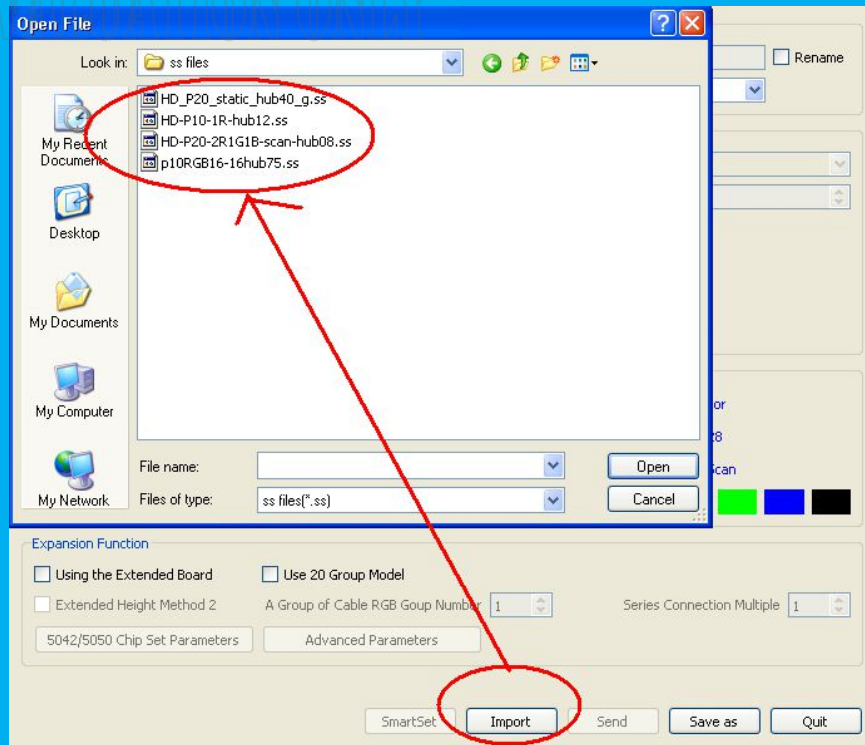 Open File
Look in: ss files
Rename
HD_P20_static_hub40_g.ss
HD-P10-1R-hub12.ss
HD-P20-2R1G1B-scan-hub08.ss
p10RGB16-16hub75.ss
My Recent
Documents
Desktop
My Documents
My Computer
My Network
File name:
Open
Files of type: ss files(*.ss)
Cancel
or
28
Scan
Expansion Function
Using the Extended Board Use 20 Group Model
Extended Height Method 2 A Group of Cable RGB Goup Number 1 Series Connection Multiple 1
5042/5050 Chip Set Parameters Advanced Parameters
SmartSet Import Send Save as Quit